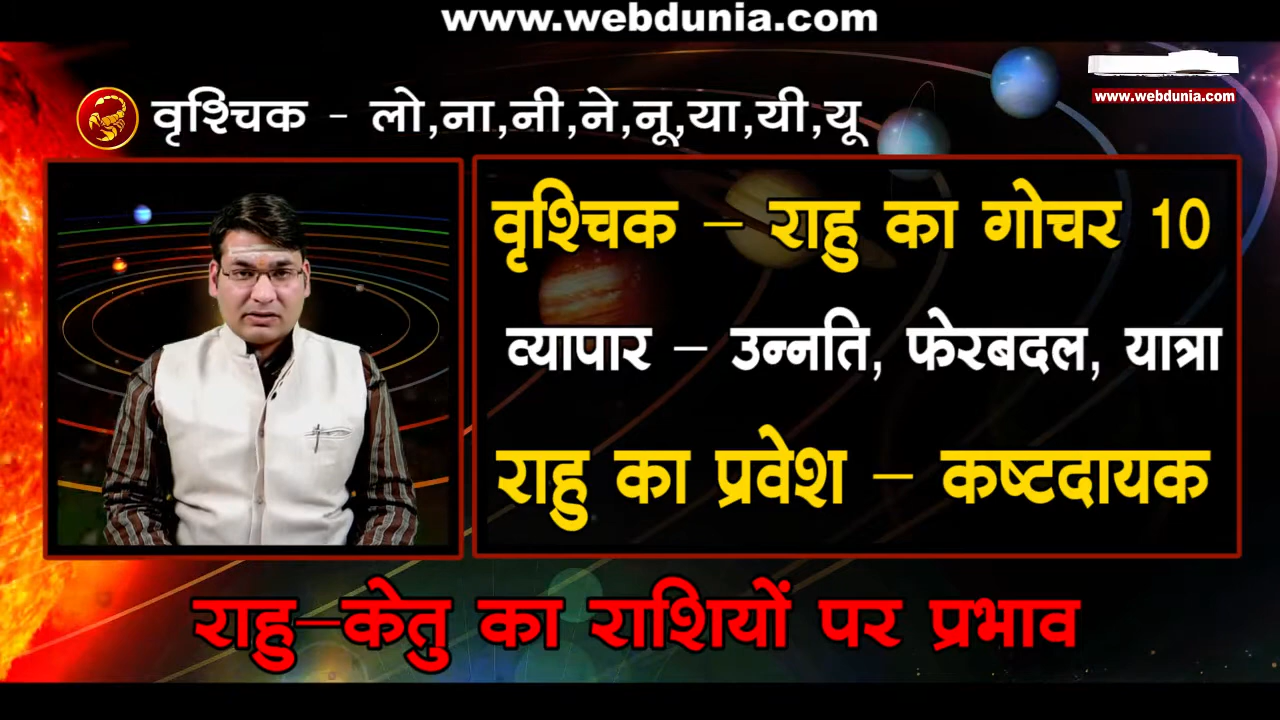 www.webdunia.com
www.webdunia.com
वृश्चिक - लो,ना,नी,ने,नू,या,यी,यू
वृश्चिक – राहु का गोचर 10
व्यापार – उन्नति, फेरबदल, यात्रा
राहु का प्रवेश – कष्टदायक
राहु–केतु का राशियों पर प्रभाव